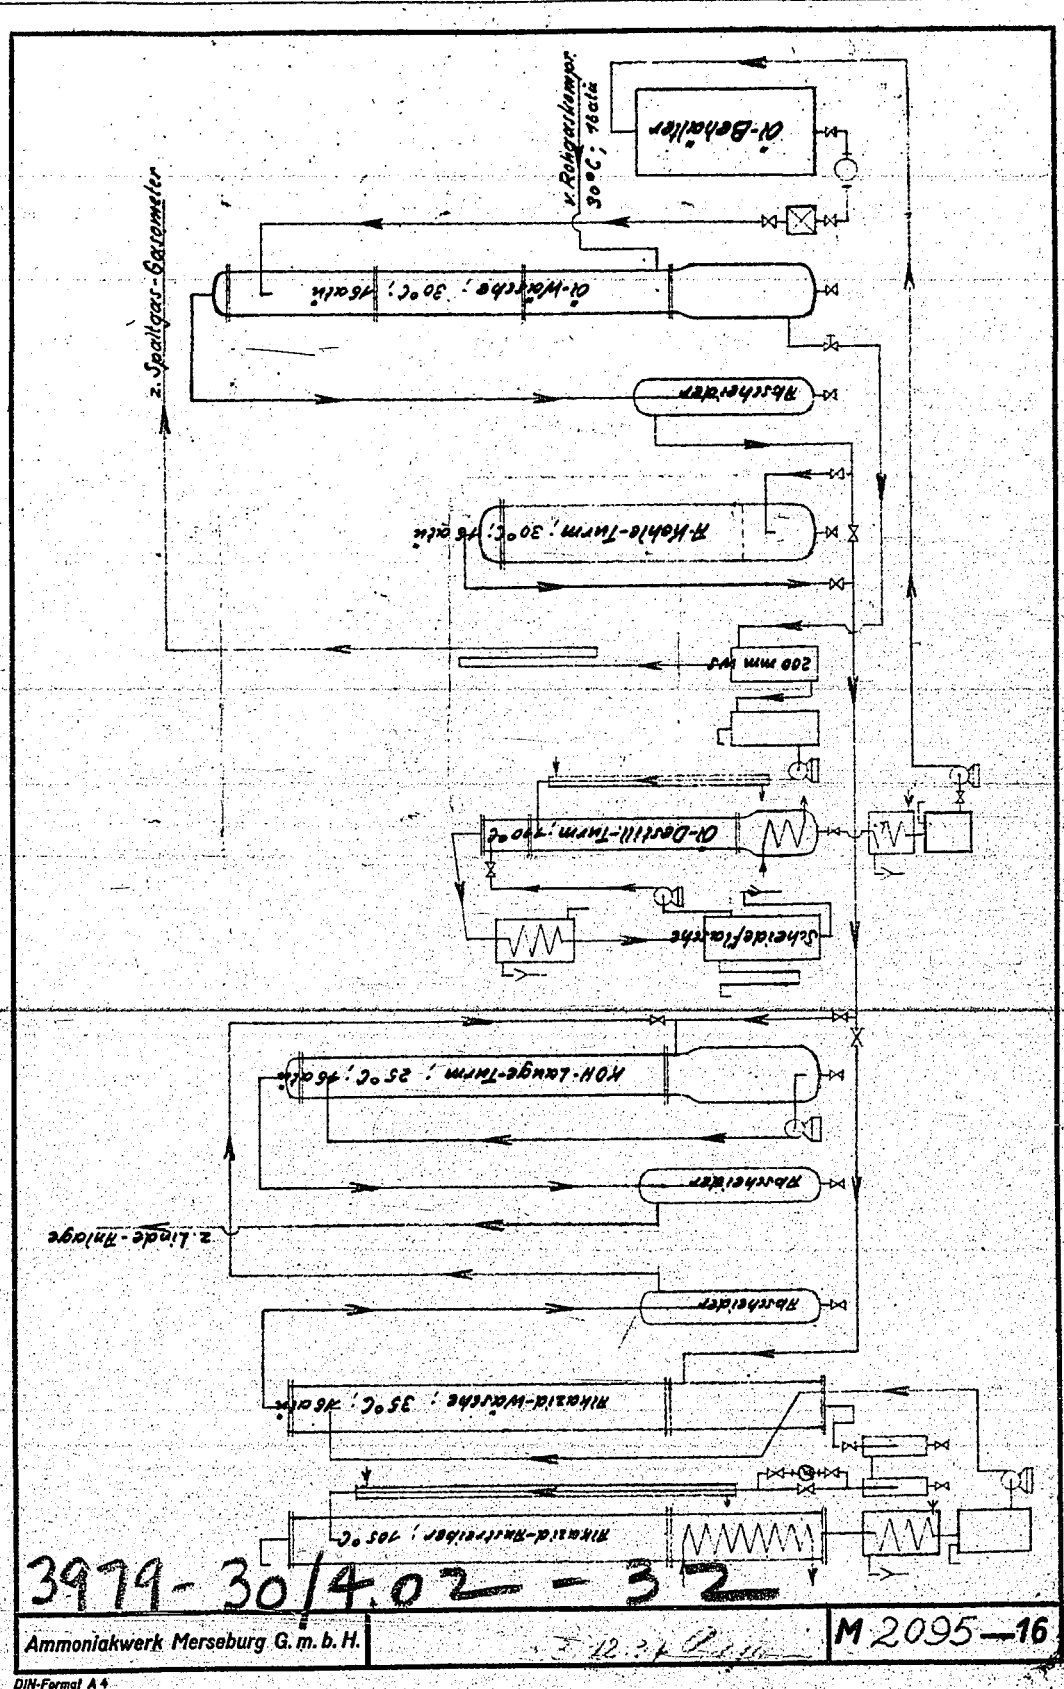 v. Rohgaskompr.
30°C; 16atü
Öl-Behälter
z. Spaltgas-Gasometer
Öl-Wäsche; 30°C; 16atü
Abscheider
A-Kohle-Turm; 30°C; 16atü
200 mm WS
Öl-Destill-Turm; 110°C
Scheideflasche
KOH-Lauge-Turm; 25°C; 16atü
Abscheider
z. Linde-Anlage
Abscheider
Alkazid-Wäsche; 35°C; 16atü
Alkazid-Austreiber; 105°C
3979-30/4.02--32
Ammoniakwerk Merseburg G.m.b.H.
M 2095—16
DIN-Format A4